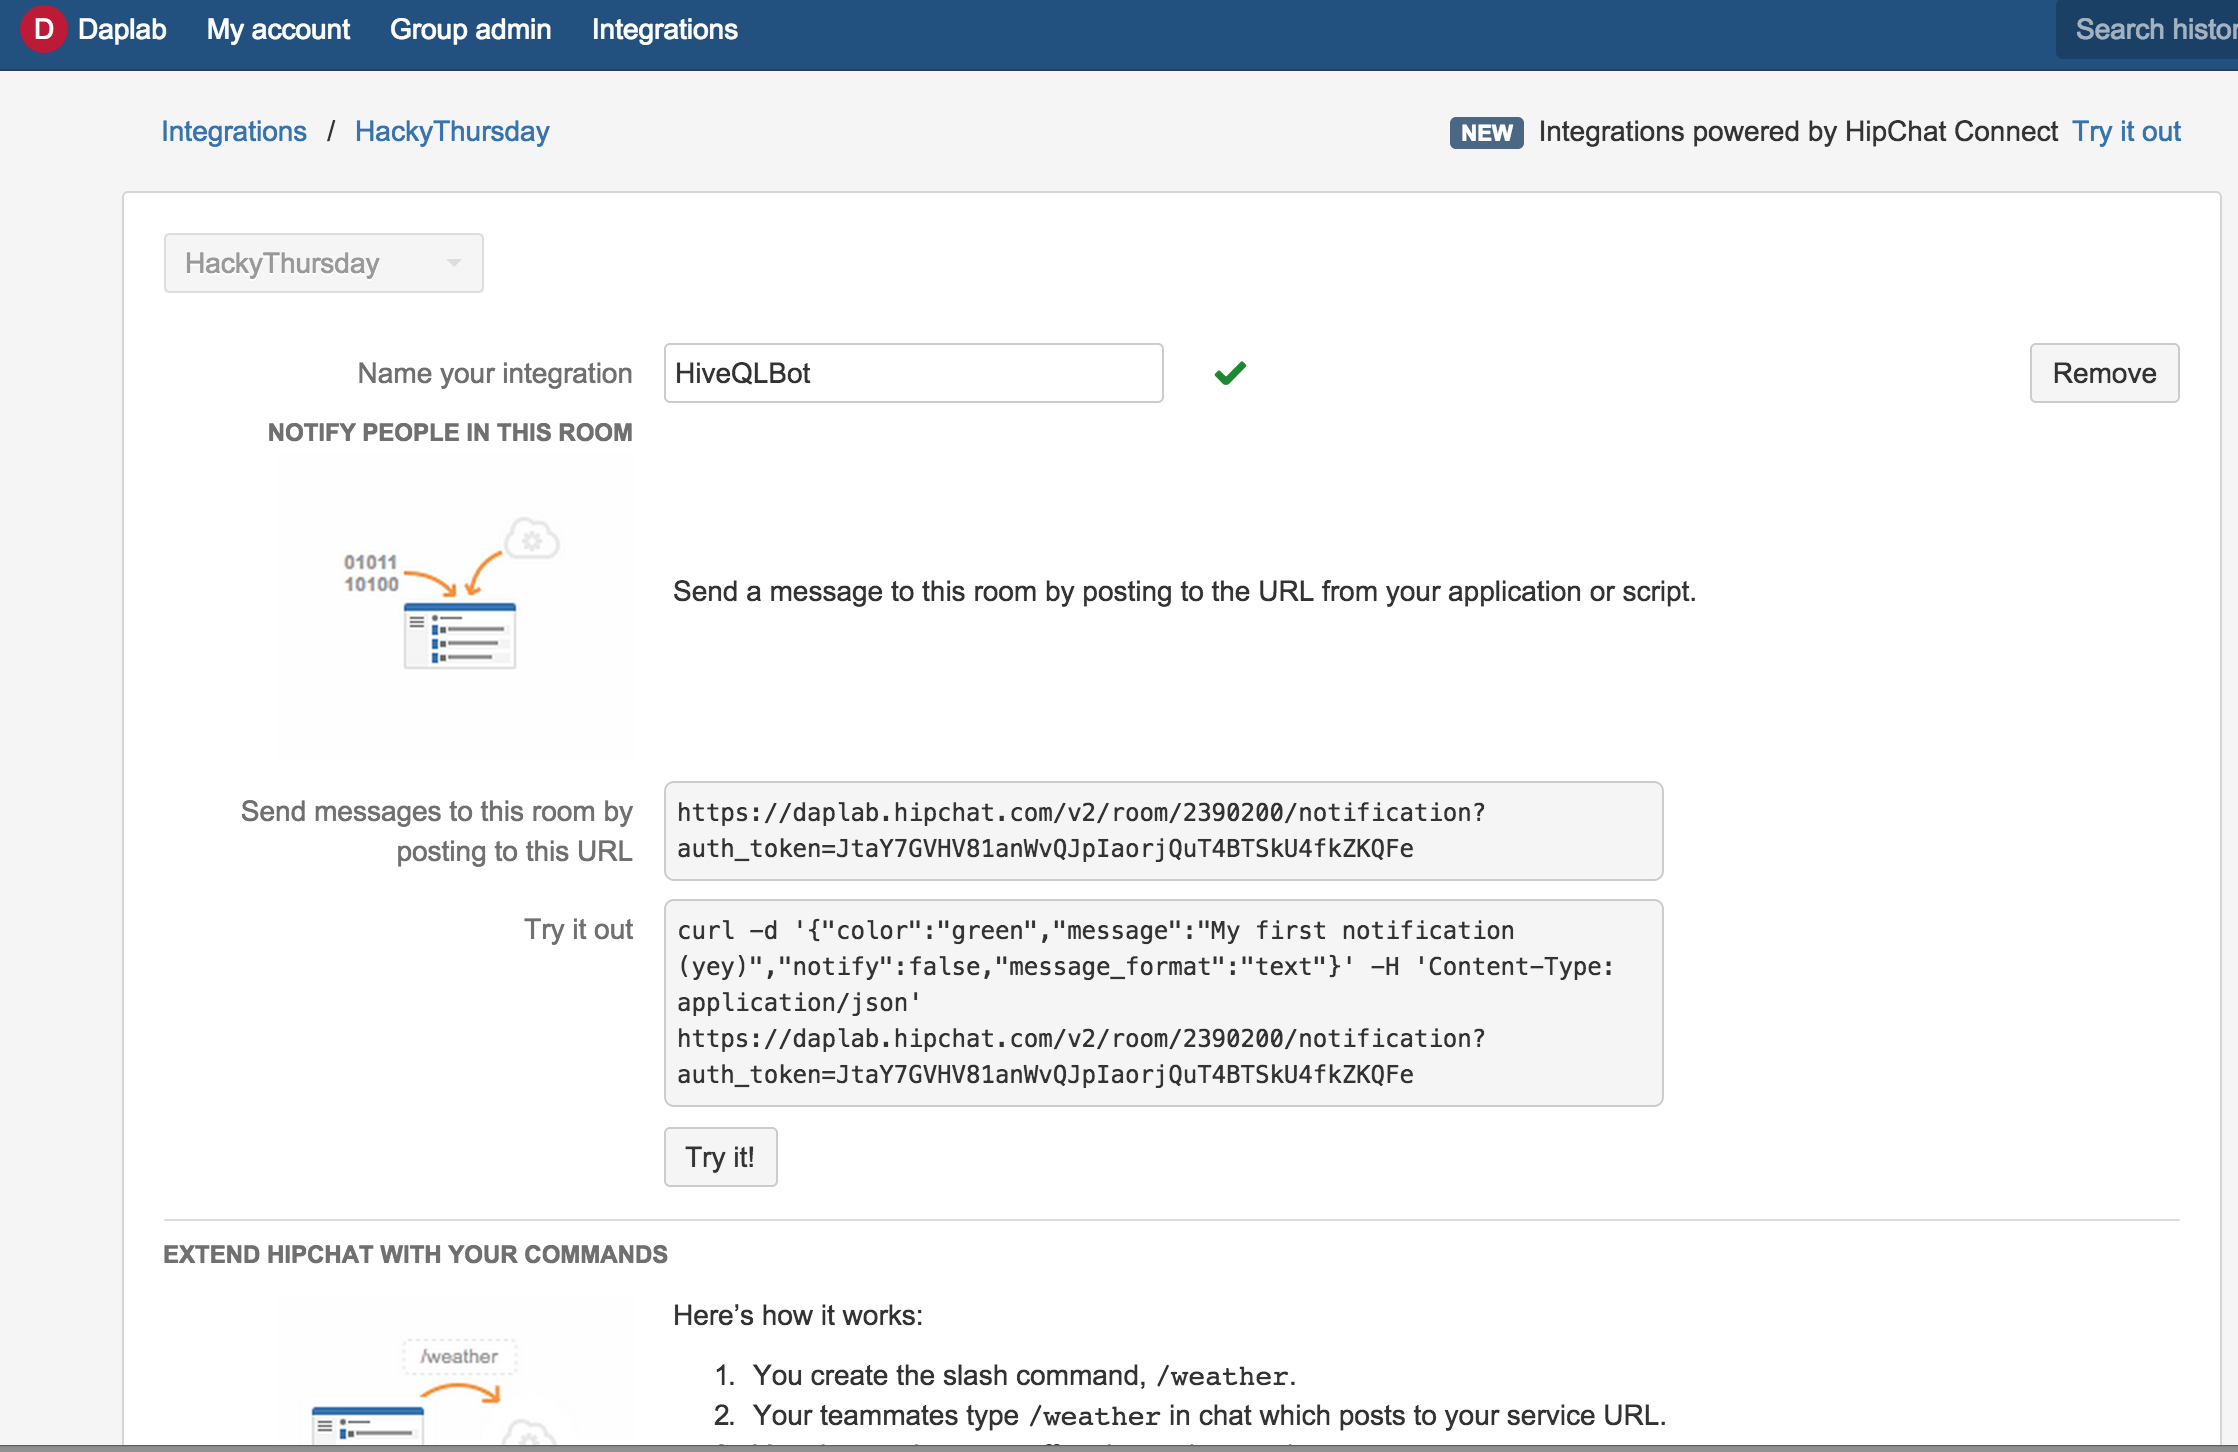 D Daplab My account Group admin Integrations Search histor
Integrations / HackyThursday NEW Integrations powered by HipChat Connect Try it out
HackyThursday
Name your integration HiveQLBot Remove
NOTIFY PEOPLE IN THIS ROOM
01011
10100
Send a message to this room by posting to the URL from your application or script.
Send messages to this room by
posting to this URL
https://daplab.hipchat.com/v2/room/2390200/notification?
auth_token=JtaY7GVHV81anWvQJpIaorjQuT4BTSkU4fkZKQFe
Try it out
curl -d '{"color":"green","message":"My first notification
(yey)","notify":false,"message_format":"text"}' -H 'Content-Type:
application/json'
https://daplab.hipchat.com/v2/room/2390200/notification?
auth_token=JtaY7GVHV81anWvQJpIaorjQuT4BTSkU4fkZKQFe
Try it!
EXTEND HIPCHAT WITH YOUR COMMANDS
Here’s how it works:
/weather
1. You create the slash command, /weather.
2. Your teammates type /weather in chat which posts to your service URL.